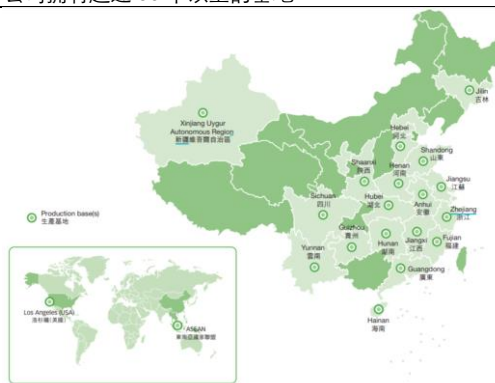 Jilin
吉林
Xinjiang Uygur
Autonomous Region
新疆維吾爾自治區
Hebei
河北
Shandong
山東
Shaanxi
陝西
Henan
河南
Jiangsu
江蘇
Sichuan
四川
Hubei
湖北
Anhui
安徽
Zhejiang
浙江
Production base(s)
生產基地
Guizhou
貴州
Hunan
湖南
Jiangxi
江西
Fujian
福建
Yunnan
雲南
Guangdong
廣東
Hainan
海南
Los Angeles (USA)
洛杉磯(美國)
ASEAN
東南亞國家聯盟